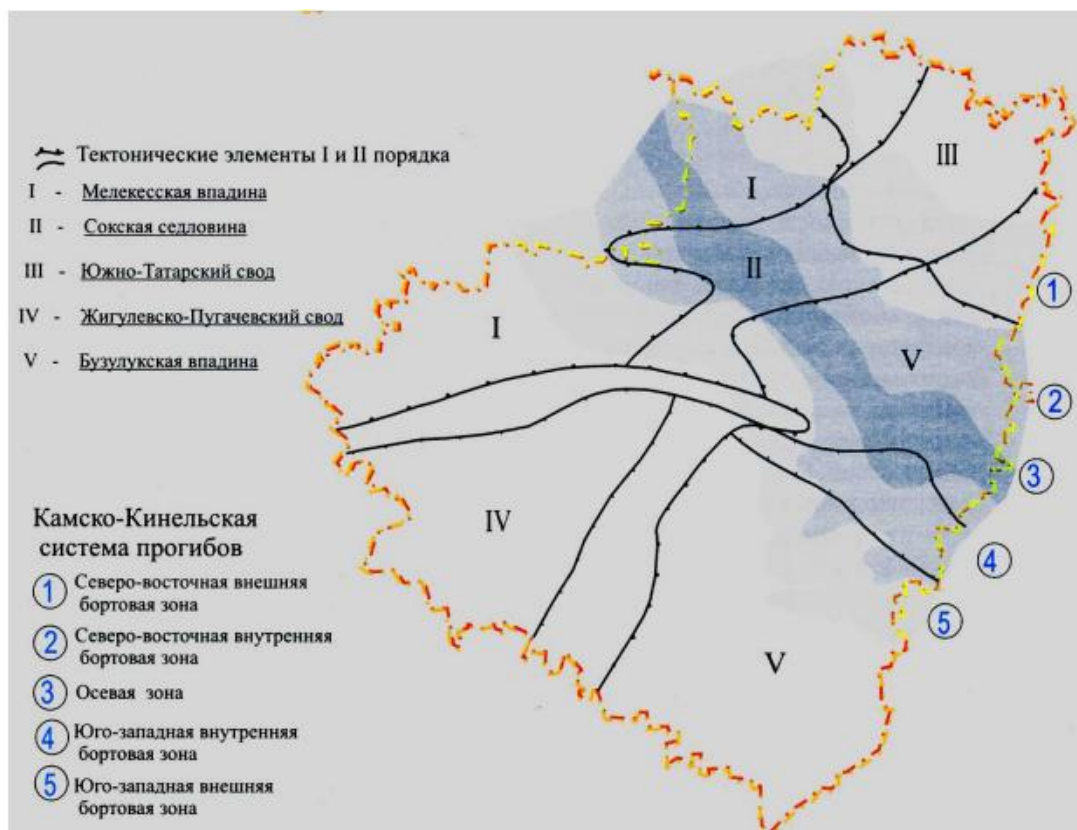 Тектонические элементы I и II порядка
I - Мелекесская впадина
II - Сокская седловина
III - Южно-Татарский свод
IV - Жигулевско-Пугачевский свод
V - Бузулукская впадина
Камско-Кинельская
система прогибов
1 Северо-восточная внешняя
бортовая зона
2 Северо-восточная внутренняя
бортовая зона
3 Осевая зона
4 Юго-западная внутренняя
бортовая зона
5 Юго-западная внешняя
бортовая зона
III
I
II
1
I
V
2
3
IV
4
5
V